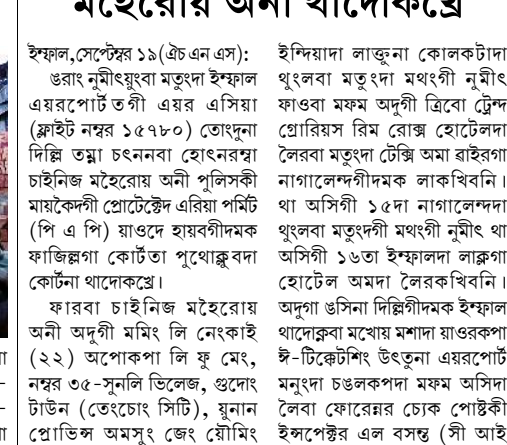 মহৈরোয় অনী থাদোকখ্রে
ইম্ফাল,সেপ্টেম্বর ১৯(ঐচ এন এস):
ঙরাং নুমীৎয়ুংবা মতুংদা ইম্ফাল
এয়রপোর্ট তগী এয়র এসিয়া
(ফ্লাইট নম্বর ১৫৭৮০) তোংদুনা
দিল্লি তম্না চৎননবা হোৎনরম্বা
চাইনিজ মহৈরোয় অনী পুলিসকী
মায়কৈদগী প্রোটেক্টেদ এরিয়া পর্মিট
(পি এ পি) য়াওদে হায়বগীদমক
ফাজিল্লগা কোর্টতা পুথোক্লুবদা
কোর্টনা থাদোকখ্রে।
ফারবা চাইনিজ মহৈরোয়
অনী অদুগী মমিং লি নেংকাই
(২২) অপোকপা লি ফু মেং,
নম্বর ৩৫-সুনলি ভিলেজ, গুদোং
টাউন (তেংচোং সিটি), য়ুনান
প্রোভিন্স অমসুং জেং য়ৌমিং
ইন্দিয়াদা লাক্তুনা কোলকটাদা
থুংলবা মতুংদা মথংগী নুমীৎ
ফাওবা মফম অদুগী ত্রিবো ট্রেন্দ
গ্লোরিয়স রিম রোক্স হোটেলদা
লৈরবা মতুংদা টেক্সি অমা ৱাইরগা
নাগালেন্দগীদমক লাকখিবনি।
থা অসিগী ১৫দা নাগালেন্দদা
থুংলবা মতুংদগী মথংগী নুমীৎ থা
অসিগী ১৬তা ইম্ফালদা লাক্লগা
হোটেল অমদা লৈরকখিবনি।
অদুগা ঙসিনা দিল্লিগীদমক ইম্ফাল
থাদোক্লবা মখোয় মশাদা য়াওরকপা
ঈ-টিক্কেটশিং উৎতুনা এয়রপোর্ট
মনুংদা চঙলকপদা মফম অসিদা
লৈবা ফোরেন্নর চ্যেক পোষ্টকী
ইন্সপেক্টর এল বসন্ত (সী আই